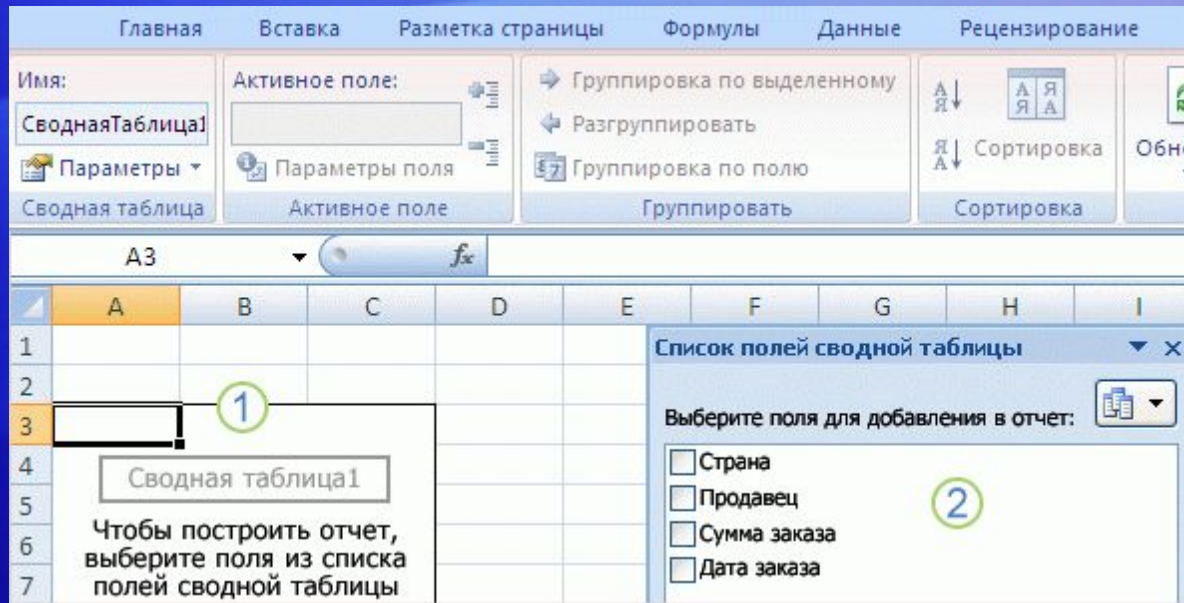 Главная Вставка Разметка страницы Формулы Данные Рецензирование
Имя: Активное поле: Группировка по выделенному
СводнаяТаблица1 Разгруппировать
Параметры Параметры поля Группировка по полю Сортировка
Сводная таблица Активное поле Группировать Сортировка
A3 fx
A B C D E F G H I
1 Список полей сводной таблицы
2
3 1 Выберите поля для добавления в отчет:
4 Сводная таблица1 Страна
5 Чтобы построить отчет, Продавец 2
6 выберите поля из списка Сумма заказа
7 полей сводной таблицы Дата заказа